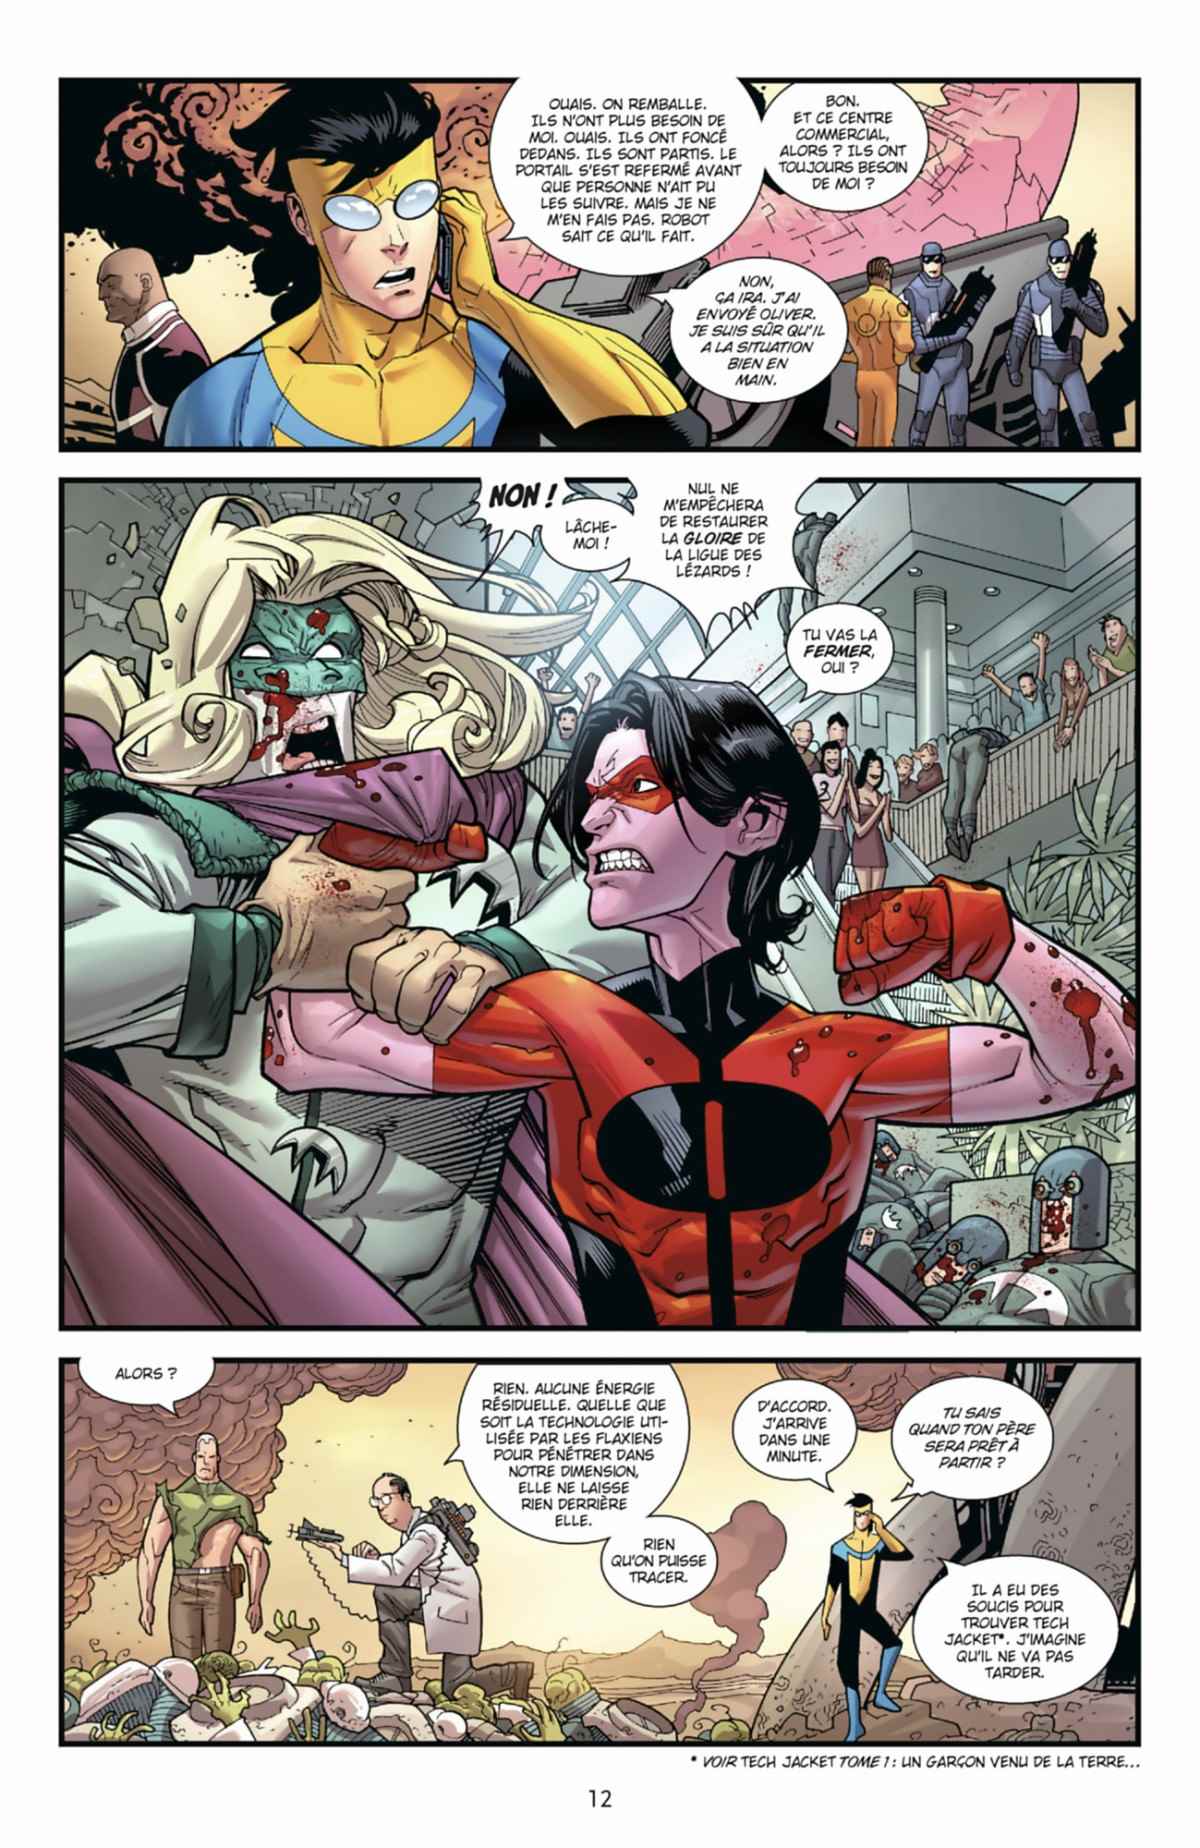 OUAIS. ON REMBALLE.
ILS N'ONT PLUS BESOIN DE
MOI. OUAIS. ILS ONT FONCÉ
DEDANS. ILS SONT PARTIS. LE
PORTAIL S'EST REFERMÉ AVANT
QUE PERSONNE N'AIT PU
LES SUIVRE. MAIS JE NE
M'EN FAIS PAS. ROBOT
SAIT CE QU'IL FAIT.
BON.
ET CE CENTRE
COMMERCIAL,
ALORS ? ILS ONT
TOUJOURS BESOIN
DE MOI ?
NON,
ÇA IRA. J'AI
ENVOYÉ OLIVER.
JE SUIS SÛR QU'IL
A LA SITUATION
BIEN EN
MAIN.
NON !
LÂCHE-
MOI !
NUL NE
M'EMPÊCHERA
DE RESTAURER
LA GLOIRE DE
LA LIGUE DES
LÉZARDS !
TU VAS LA
FERMER,
OUI ?
ALORS ?
RIEN. AUCUNE ÉNERGIE
RÉSIDUELLE. QUELLE QUE
SOIT LA TECHNOLOGIE UTI-
LISÉE PAR LES FLAXIENS
POUR PÉNÉTRER DANS
NOTRE DIMENSION,
ELLE NE LAISSE
RIEN DERRIÈRE
ELLE.
RIEN
QU'ON PUISSE
TRACER.
D'ACCORD.
J'ARRIVE
DANS UNE
MINUTE.
TU SAIS
QUAND TON PÈRE
SERA PRÊT À
PARTIR ?
IL A EU DES
SOUCIS POUR
TROUVER TECH
JACKET*. J'IMAGINE
QU'IL NE VA PAS
TARDER.
* VOIR TECH JACKET TOME 1 : UN GARÇON VENU DE LA TERRE...
12